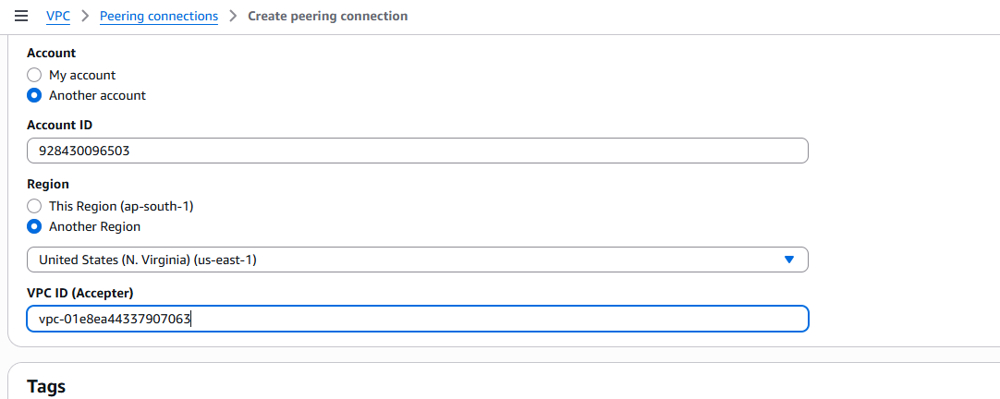 VPC > Peering connections > Create peering connection
Account
My account
Another account
Account ID
928430096503
Region
This Region (ap-south-1)
Another Region
United States (N. Virginia) (us-east-1)
VPC ID (Accepter)
vpc-01e8ea44337907063
Tags